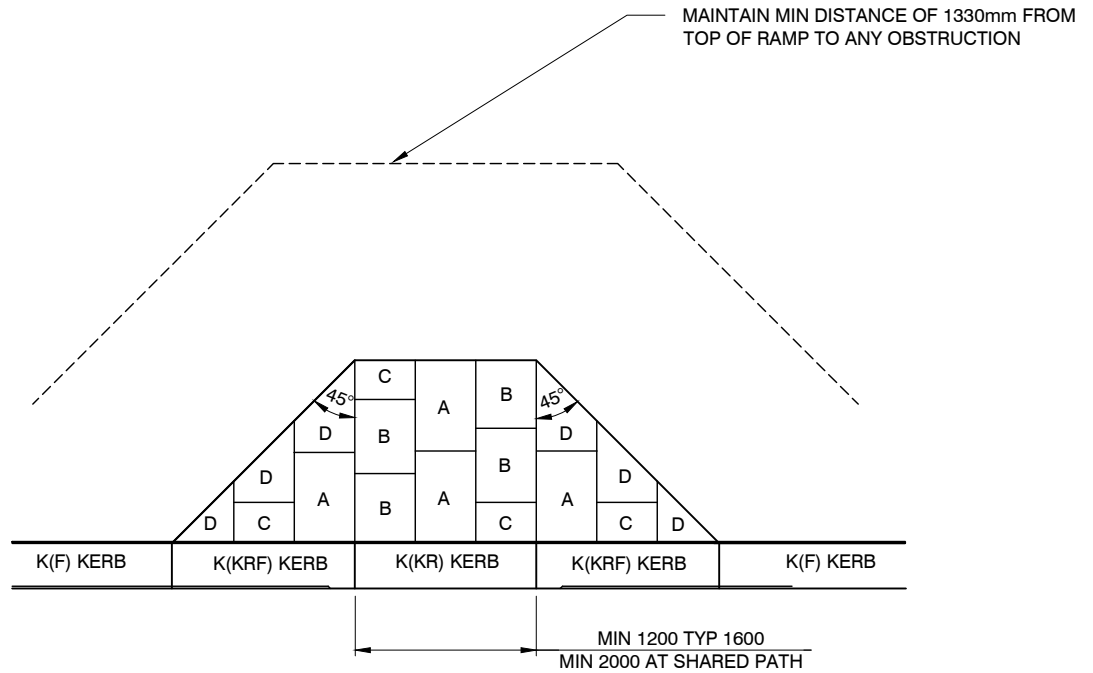 MAINTAIN MIN DISTANCE OF 1330mm FROM
TOP OF RAMP TO ANY OBSTRUCTION
C
A
B
45°
45°
D
B
D
B
D
D
A
B
A
A
D
C
C
C
D
K(F) KERB
K(KRF) KERB
K(KR) KERB
K(KRF) KERB
K(F) KERB
MIN 1200 TYP 1600
MIN 2000 AT SHARED PATH